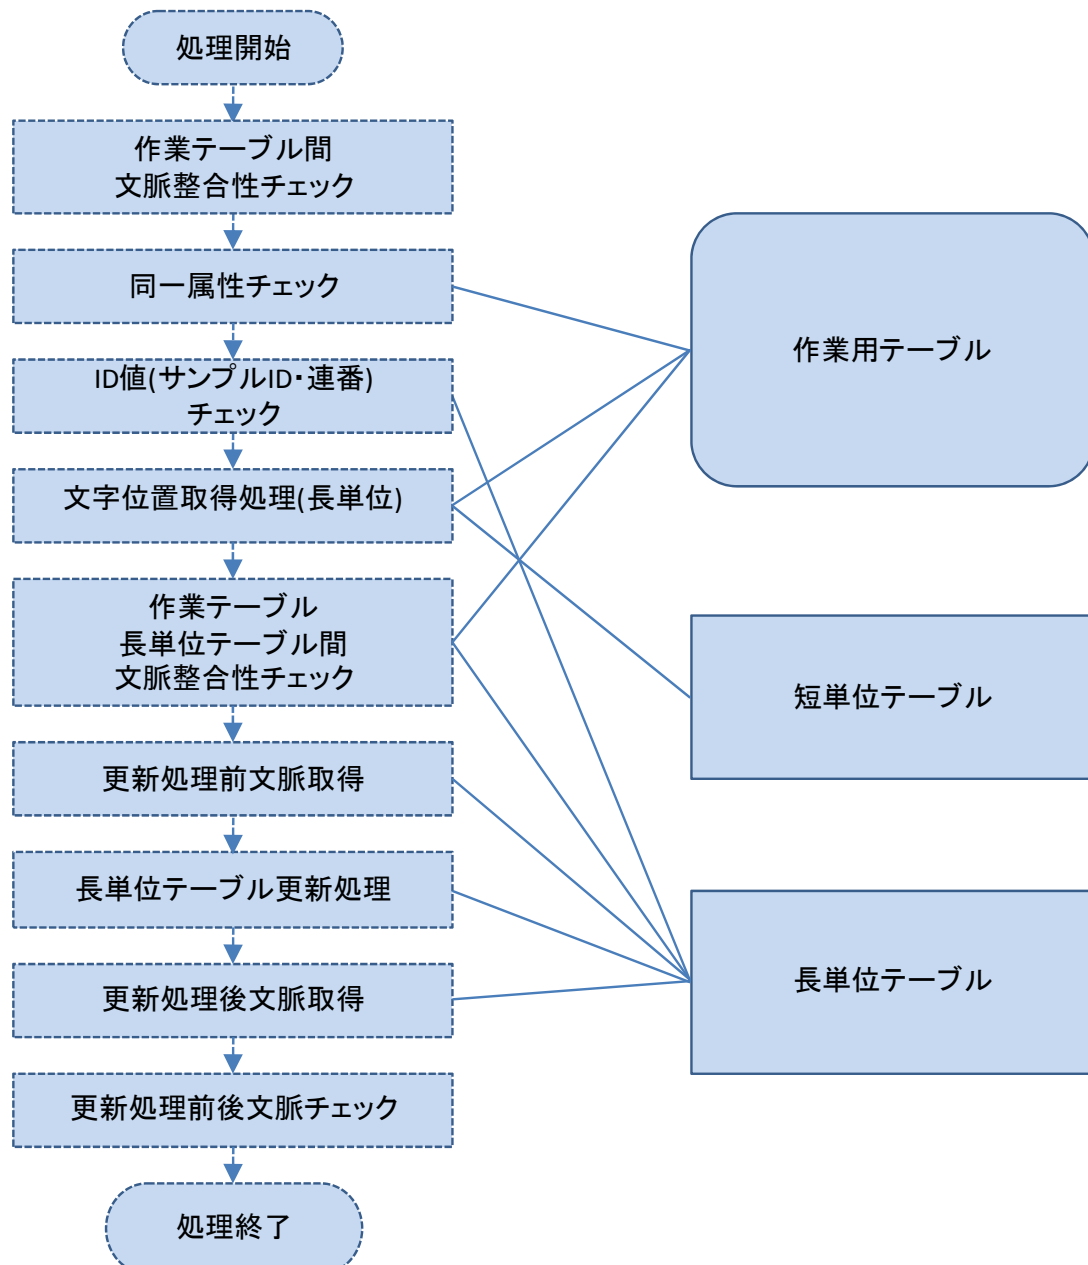 処理開始
作業テーブル間
文脈整合性チェック
同一属性チェック
ID値(サンプルID・連番)
チェック
文字位置取得処理(長単位)
作業テーブル
長単位テーブル間
文脈整合性チェック
更新処理前文脈取得
長単位テーブル更新処理
更新処理後文脈取得
更新処理前後文脈チェック
処理終了
作業用テーブル
短単位テーブル
長単位テーブル